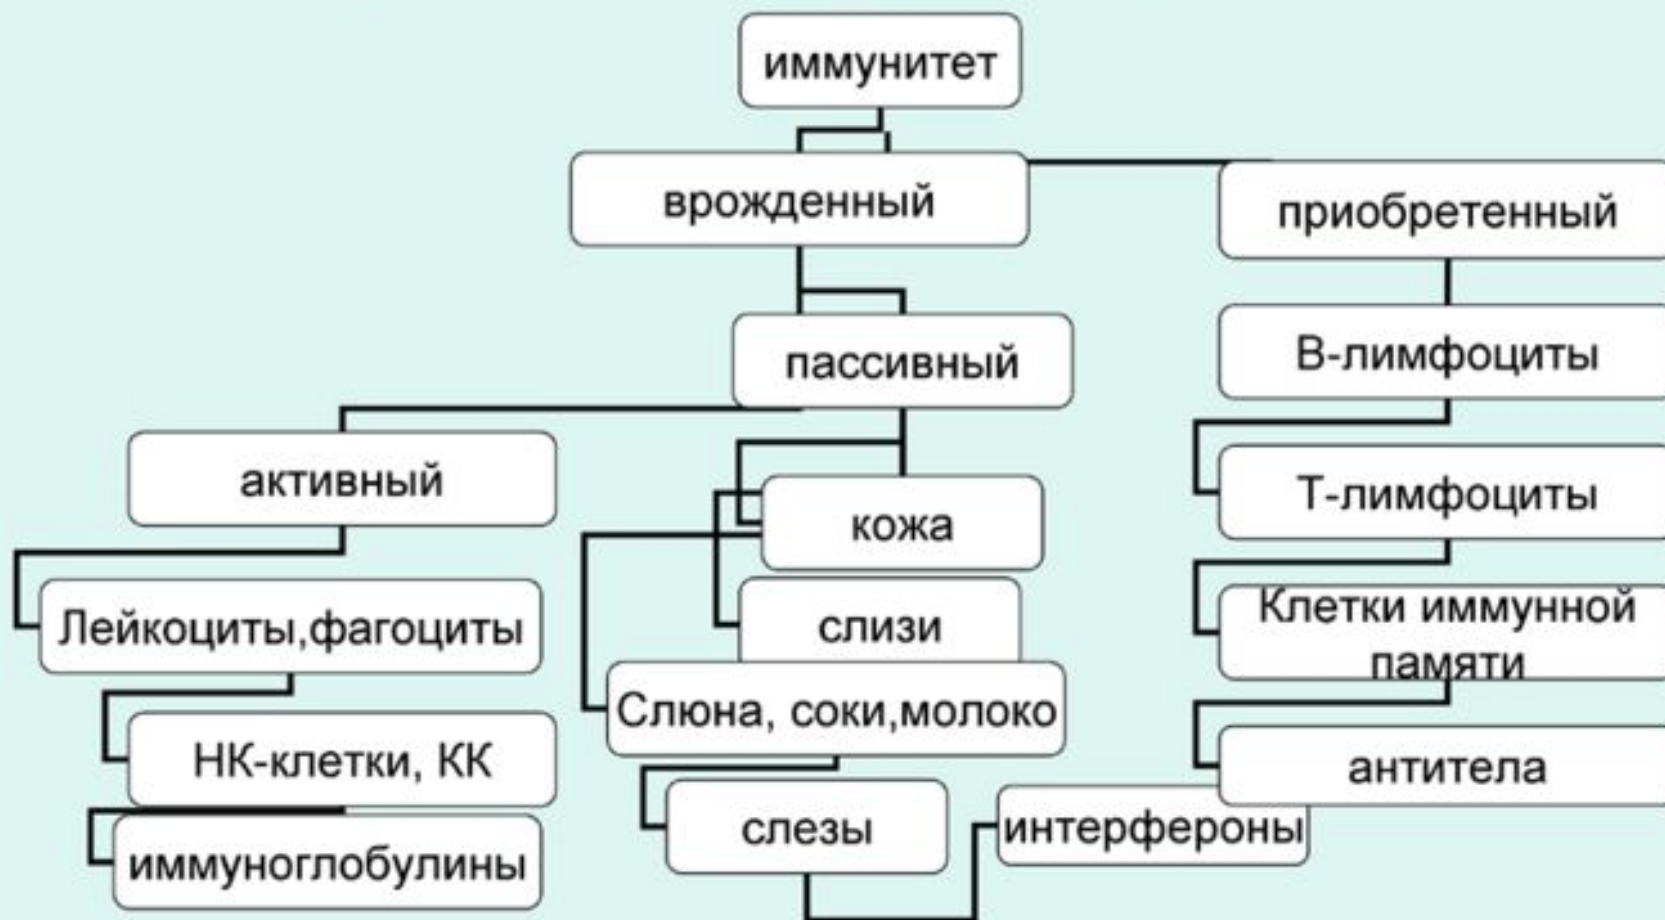 иммунитет
врожденный
приобретенный
пассивный
В-лимфоциты
активный
Т-лимфоциты
кожа
Лейкоциты,фагоциты
слизи
Клетки иммунной
памяти
Слюна, соки,молоко
НК-клетки, КК
антитела
слезы
интерфероны
иммуноглобулины